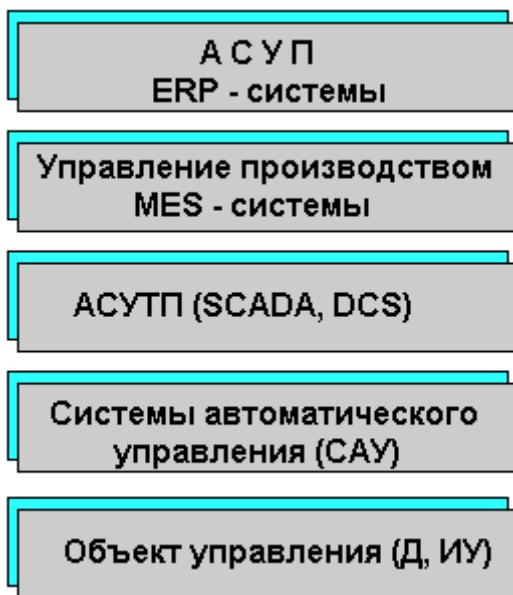 А С У П
ERP - системы
Управление производством
MES - системы
АСУТП (SCADA, DCS)
Системы автоматического
управления (САУ)
Объект управления (Д, ИУ)